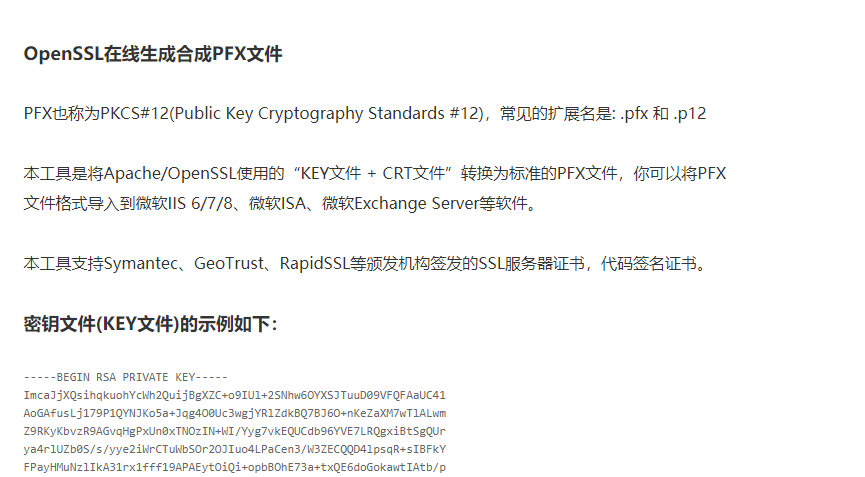 OpenSSL在线生成合成PFX文件
PFX也称为PKCS#12(Public Key Cryptography Standards #12)，常见的扩展名是: .pfx 和 .p12
本工具是将Apache/OpenSSL使用的“KEY文件 + CRT文”转换为标准的PFX文件，你可以将PFX
文件格式导入到微软IIS 6/7/8、微软ISA、微软Exchange Server等软件。
本工具支持Symantec、GeoTrust、RapidSSL等颁发机构签发的SSL服务器证书，代码签名证书。
密钥文件(KEY文件)的示例如下：
-----BEGIN RSA PRIVATE KEY-----
ImcaJjXQsihqkuohYcWh2QuijBgXZC+o9IUl+2SNhw6OYXSJTuuD09VFQFAaUC41
AoGAfusLj179P1QYNJKo5a+Jqg4O0Uc3wgjYRlZdkBQ7BJ6O+nKeZaXM7wTlALwm
Z9RKyKbvzR9AGvqHgPxUn0xTNOzIN+WI/Yyg7vkEQUCdb96YVE7LRQgxiBtSgQUr
ya4rlUZb0S/s/yye2iWrCTuWbSOr2OJIuo4LPaCen3/W3ZECQQD4lpsqR+sIBFkY
FPayHMuNzlIkA31rx1fff19APAEytOiQi+opbBOhE73a+txQE6doGokawtIAtb/p